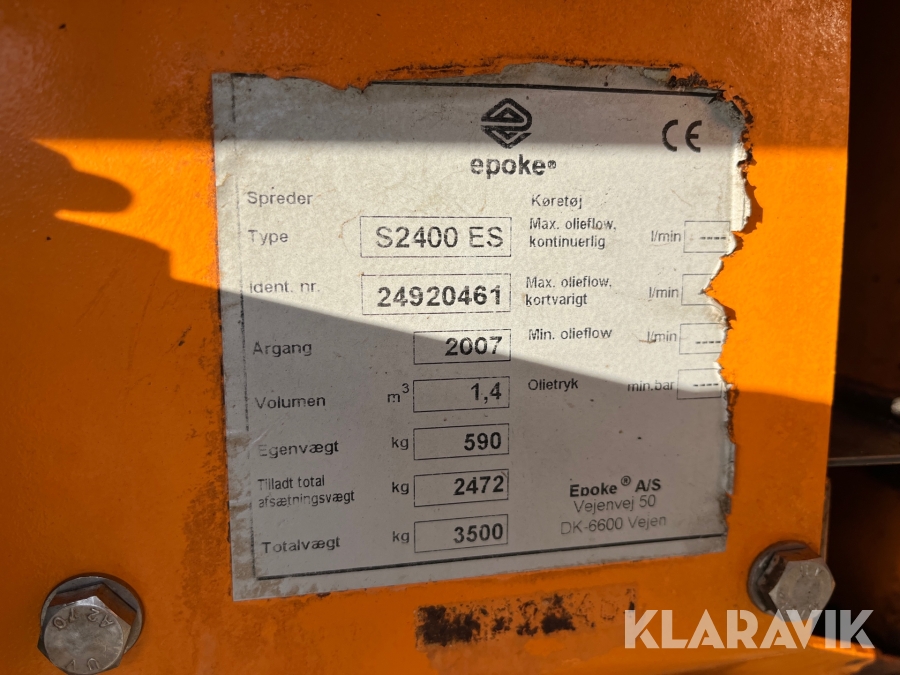 epoke®
CE
Spreder
Type S2400 ES
Ident. nr. 24920461
Argang 2007
Volumen m³ 1,4
Egenvægt kg 590
Tilladt total
afsætningsvægt kg 2472
Totalvægt kg 3500
Køretøj
Max. olieflow,
kontinuerlig l/min ----
Max. olieflow,
kortvarigt l/min
Min. olieflow l/min ----
Olietryk min.bar ----
Epoke® A/S
Vejenvej 50
DK-6600 Vejen
A270
KLARAVIK